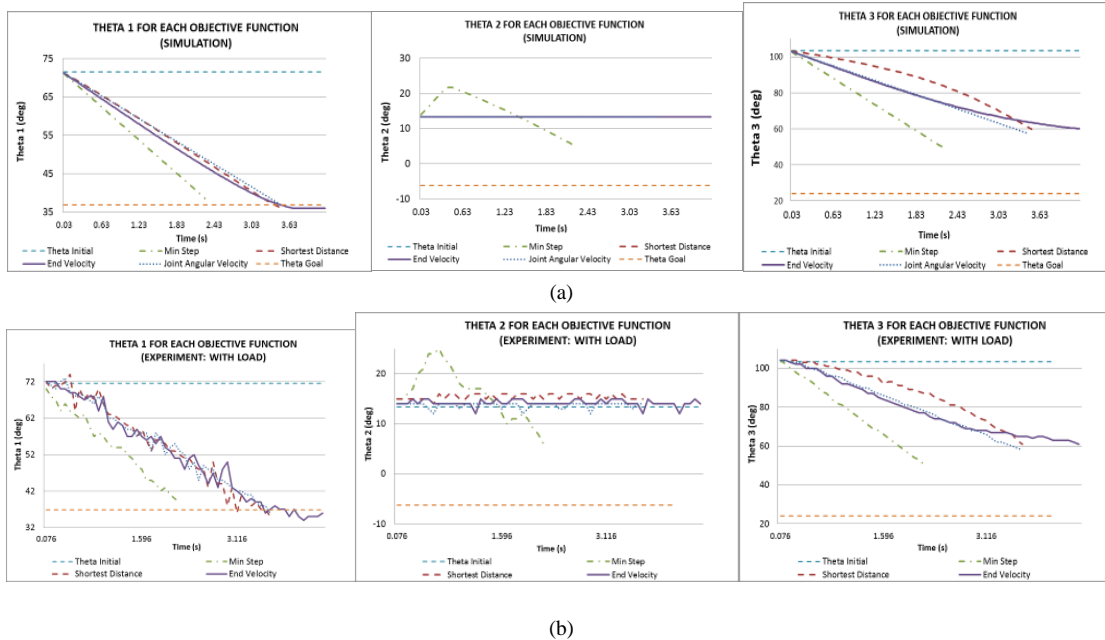 THETA 1 FOR EACH OBJECTIVE FUNCTION
(SIMULATION)
75
65
55
45
35
Theta 1 (deg)
0.03 0.63 1.23 1.83 2.43 3.03 3.63
Time (s)
Theta Initial Min Step Shortest Distance
End Velocity Joint Angular Velocity Theta Goal
THETA 2 FOR EACH OBJECTIVE FUNCTION
(SIMULATION)
30
20
10
0
-10
Theta 2 (deg)
0.03 0.63 1.23 1.83 2.43 3.03 3.63
Time (s)
Theta Initial Min Step Shortest Distance
End Velocity Joint Angular Velocity Theta Goal
THETA 3 FOR EACH OBJECTIVE FUNCTION
(SIMULATION)
100
80
60
40
20
Theta 3 (deg)
0.03 0.63 1.23 1.83 2.43 3.03 3.63
Time (s)
Theta Initial Min Step Shortest Distance
End Velocity Joint Angular Velocity Theta Goal
(a)
THETA 1 FOR EACH OBJECTIVE FUNCTION
(EXPERIMENT: WITH LOAD)
72
62
52
42
32
Theta 1 (deg)
0.076 1.596 3.116
Time (s)
Theta Initial Min Step
Shortest Distance End Velocity
THETA 2 FOR EACH OBJECTIVE FUNCTION
(EXPERIMENT: WITH LOAD)
20
10
0
-10
Theta 2 (deg)
0.076 1.596 3.116
Time (s)
Theta Initial Min Step
Shortest Distance End Velocity
THETA 3 FOR EACH OBJECTIVE FUNCTION
(EXPERIMENT: WITH LOAD)
100
80
60
40
20
Theta 3 (deg)
0.076 1.596 3.116
Time (s)
Theta Initial Min Step
Shortest Distance End Velocity
(b)